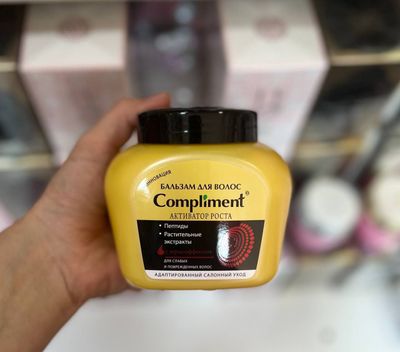 ИННОВАЦИЯ
БАЛЬЗАМ ДЛЯ ВОЛОС
Compliment®
АКТИВАТОР РОСТА
• Пептиды
• Растительные
экстракты
ДЛЯ СЛАБЫХ
И ПОВРЕЖДЕННЫХ ВОЛОС
АДАПТИРОВАННЫЙ САЛОННЫЙ УХОД